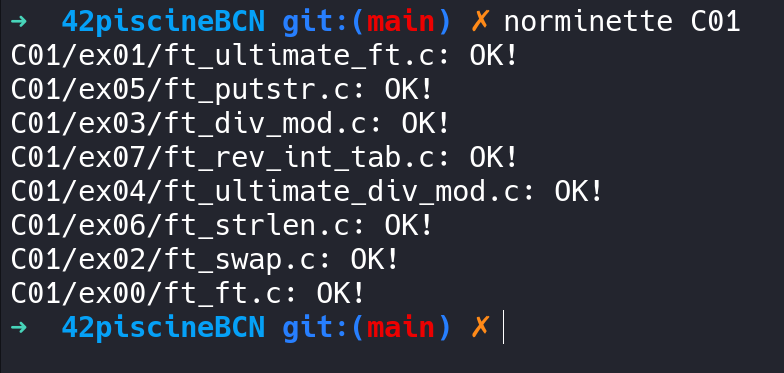 ➜  42piscineBCN git:(main) ✗ norminette C01
C01/ex01/ft_ultimate_ft.c: OK!
C01/ex05/ft_putstr.c: OK!
C01/ex03/ft_div_mod.c: OK!
C01/ex07/ft_rev_int_tab.c: OK!
C01/ex04/ft_ultimate_div_mod.c: OK!
C01/ex06/ft_strlen.c: OK!
C01/ex02/ft_swap.c: OK!
C01/ex00/ft_ft.c: OK!
➜  42piscineBCN git:(main) ✗